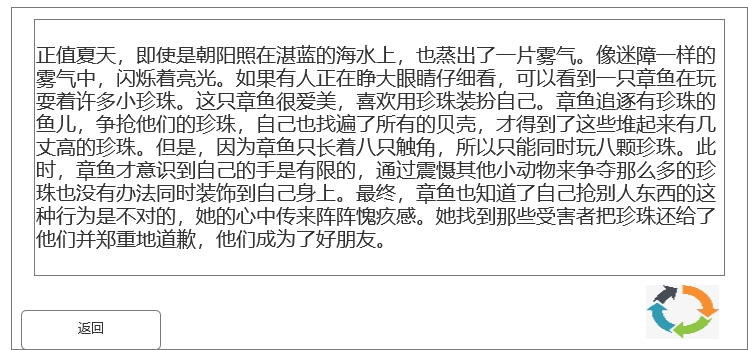 正值夏天，即使是朝阳照在湛蓝的海水上，也蒸出了一片雾气。像迷障一样的
雾气中，闪烁着亮光。如果有人正在睁大眼睛仔细看，可以看到一只章鱼在玩
耍着许多小珍珠。这只章鱼很爱美，喜欢用珍珠装扮自己。章鱼追逐有珍珠的
鱼儿，争抢他们的珍珠，自己也找遍了所有的贝壳，才得到了这些堆起来有几
丈高的珍珠。但是，因为章鱼只长着八只触角，所以只能同时玩八颗珍珠。此
时，章鱼才意识到自己的手是有限的，通过震慑其他小动物来争夺那么多的珍
珠也没有办法同时装饰到自己身上。最终，章鱼也知道了自己抢别人东西的这
种行为是不对的，她的心中传来阵阵愧疚感。她找到那些受害者把珍珠还给了
他们并郑重地道歉，他们成为了好朋友。
返回